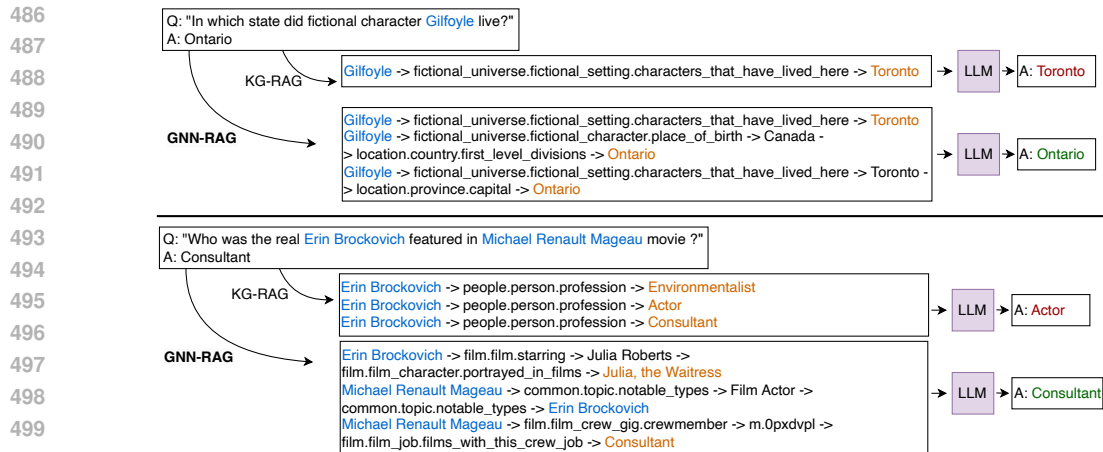 486
487
488
489
490
491
492
493
494
495
496
497
498
499
Q: "In which state did fictional character Gilfoyle live?"
A: Ontario
KG-RAG
Gilfoyle -> fictional_universe.fictional_setting.characters_that_have_lived_here -> Toronto
LLM
A: Toronto
GNN-RAG
Gilfoyle -> fictional_universe.fictional_setting.characters_that_have_lived_here -> Toronto
Gilfoyle -> fictional_universe.fictional_character.place_of_birth -> Canada -
> location.country.first_level_divisions -> Ontario
Gilfoyle -> fictional_universe.fictional_setting.characters_that_have_lived_here -> Toronto -
> location.province.capital -> Ontario
LLM
A: Ontario
Q: "Who was the real Erin Brockovich featured in Michael Renault Mageau movie ?"
A: Consultant
KG-RAG
Erin Brockovich -> people.person.profession -> Environmentalist
Erin Brockovich -> people.person.profession -> Actor
Erin Brockovich -> people.person.profession -> Consultant
LLM
A: Actor
GNN-RAG
Erin Brockovich -> film.film.starring -> Julia Roberts ->
film.film_character.portrayed_in_films -> Julia, the Waitress
Michael Renault Mageau -> common.topic.notable_types -> Film Actor ->
common.topic.notable_types -> Erin Brockovich
Michael Renault Mageau -> film.film_crew_gig.crewmember -> m.0pxdvpl ->
film.film_job.films_with_this_crew_job -> Consultant
LLM
A: Consultant